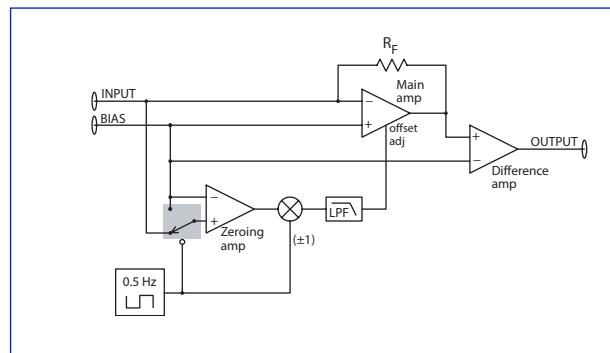 R_F
Main
amp
INPUT
−
BIAS
+
offset
adj
+
OUTPUT
−
Difference
amp
−
+
LPF
Zeroing
amp
(±1)
0.5 Hz